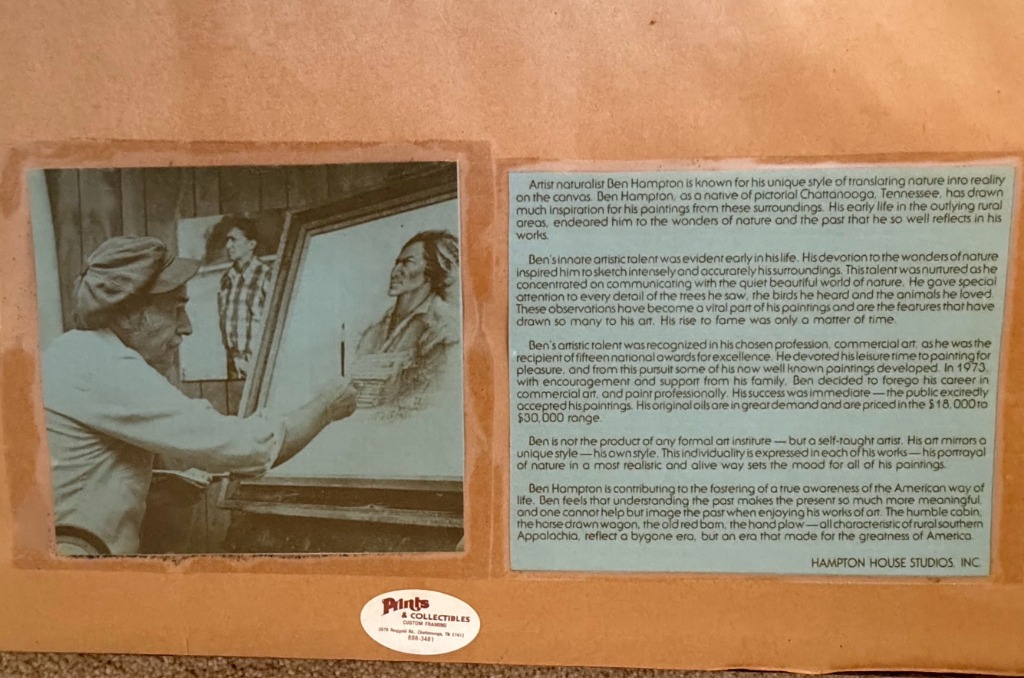 Artist naturalist Ben Hampton is known for his unique style of translating nature into reality
on the canvas. Ben Hampton, as a native of pictorial Chattanooga, Tennessee, has drawn
much inspiration for his paintings from these surroundings. His early life in the outlying rural
areas, endeared him to the wonders of nature and the past that he so well reflects in his
works.
Ben's innate artistic talent was evident early in his life. His devotion to the wonders of nature
inspired him to sketch intensely and accurately his surroundings. This talent was nurtured as he
concentrated on communicating with the quiet beautiful world of nature. He gave special
attention to every detail of the trees he saw, the birds he heard and the animals he loved.
These observations have become a vital part of his paintings and are the features that have
drawn so many to his art. His rise to fame was only a matter of time.
Ben's artistic talent was recognized in his chosen profession, commercial art, as he was the
recipient of fifteen national awards for excellence. He devored his leisure time to painting for
pleasure, and from this pursuit some of his now well known paintings developed. In 1973,
with encouragement and support from his family, Ben decided to forego his career in
commercial art, and paint professionally. His success was immediate — the public excitedly
accepted his paintings. His original oils are in great demand and are priced in the $18,000 to
$30,000 range.
Ben is not the product of any formal art institute — but a self-taught artist. His art mirrors a
unique style — his own style. This individuality is expressed in each of his works — his portrayal
of nature in a most realistic and alive way sets the mood for all of his paintings.
Ben Hampton is contributing to the fostering of a true awareness of the American way of
life. Ben feels that understanding the past makes the present so much more meaningful,
and one cannot help but image the past when enjoying his works of art. The humble cabin,
the horse drawn wagon, the old red barn, the hand plow — all characteristic of rural southern
Appalachia, reflect a bygone era, but an era that made for the greatness of America.
HAMPTON HOUSE STUDIOS, INC.
Prints
& COLLECTIBLES
CUSTOM FRAMING
Ringgold Rd., Chattanooga, TN
898-3481